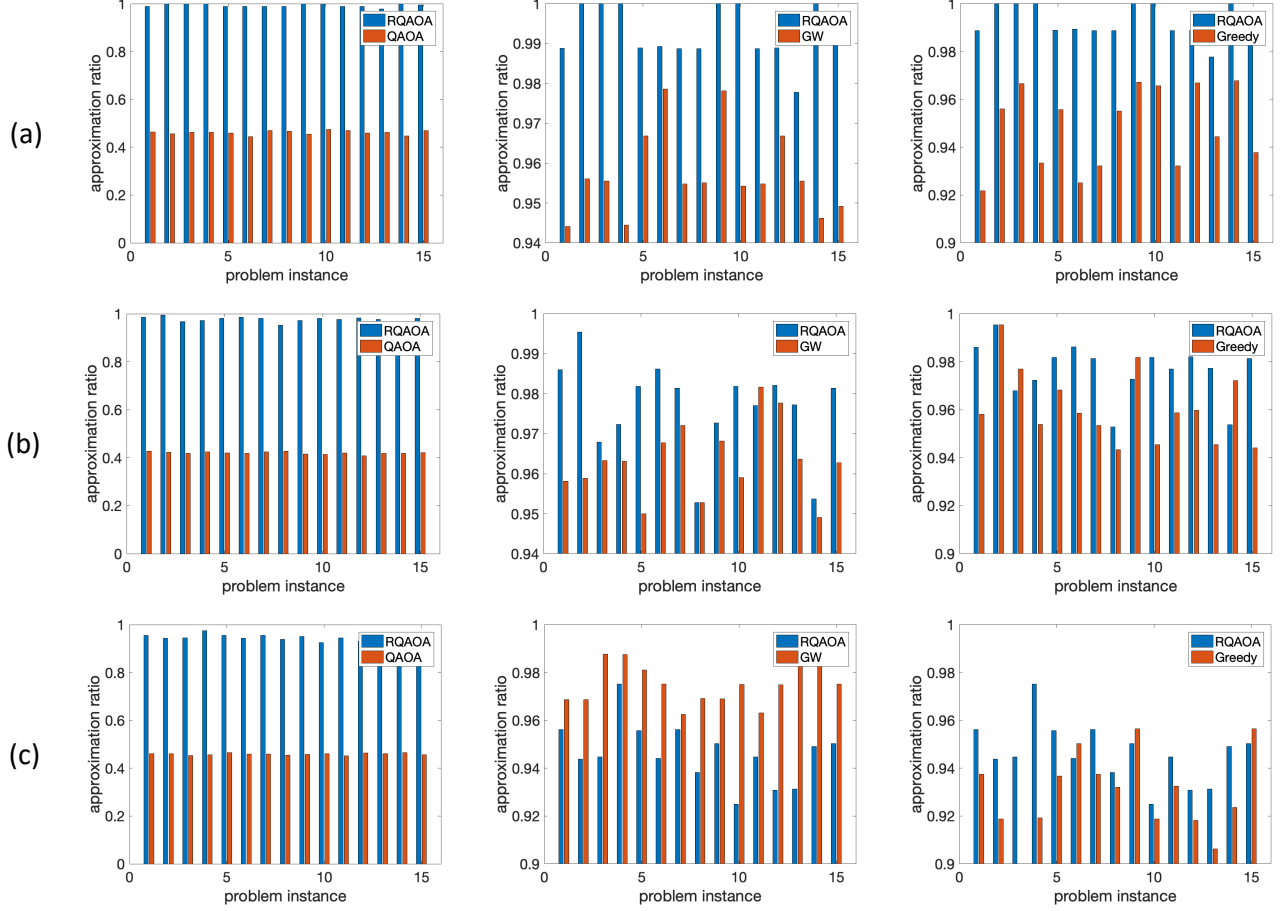 (a)
approximation ratio
1
0.8
0.6
0.4
0.2
0
0
5
10
15
problem instance
RQAOA
QAOA
approximation ratio
0.99
0.98
0.97
0.96
0.95
0.94
0
5
10
15
problem instance
RQAOA
GW
approximation ratio
1
0.98
0.96
0.94
0.92
0.9
0
5
10
15
problem instance
RQAOA
Greedy
(b)
approximation ratio
1
0.8
0.6
0.4
0.2
0
0
5
10
15
problem instance
RQAOA
QAOA
approximation ratio
1
0.99
0.98
0.97
0.96
0.95
0.94
0
5
10
15
problem instance
RQAOA
GW
approximation ratio
1
0.98
0.96
0.94
0.92
0.9
0
5
10
15
problem instance
RQAOA
Greedy
(c)
approximation ratio
1
0.8
0.6
0.4
0.2
0
0
5
10
15
problem instance
RQAOA
QAOA
approximation ratio
1
0.98
0.96
0.94
0.92
0.9
0
5
10
15
problem instance
RQAOA
GW
approximation ratio
1
0.98
0.96
0.94
0.92
0.9
0
5
10
15
problem instance
RQAOA
Greedy